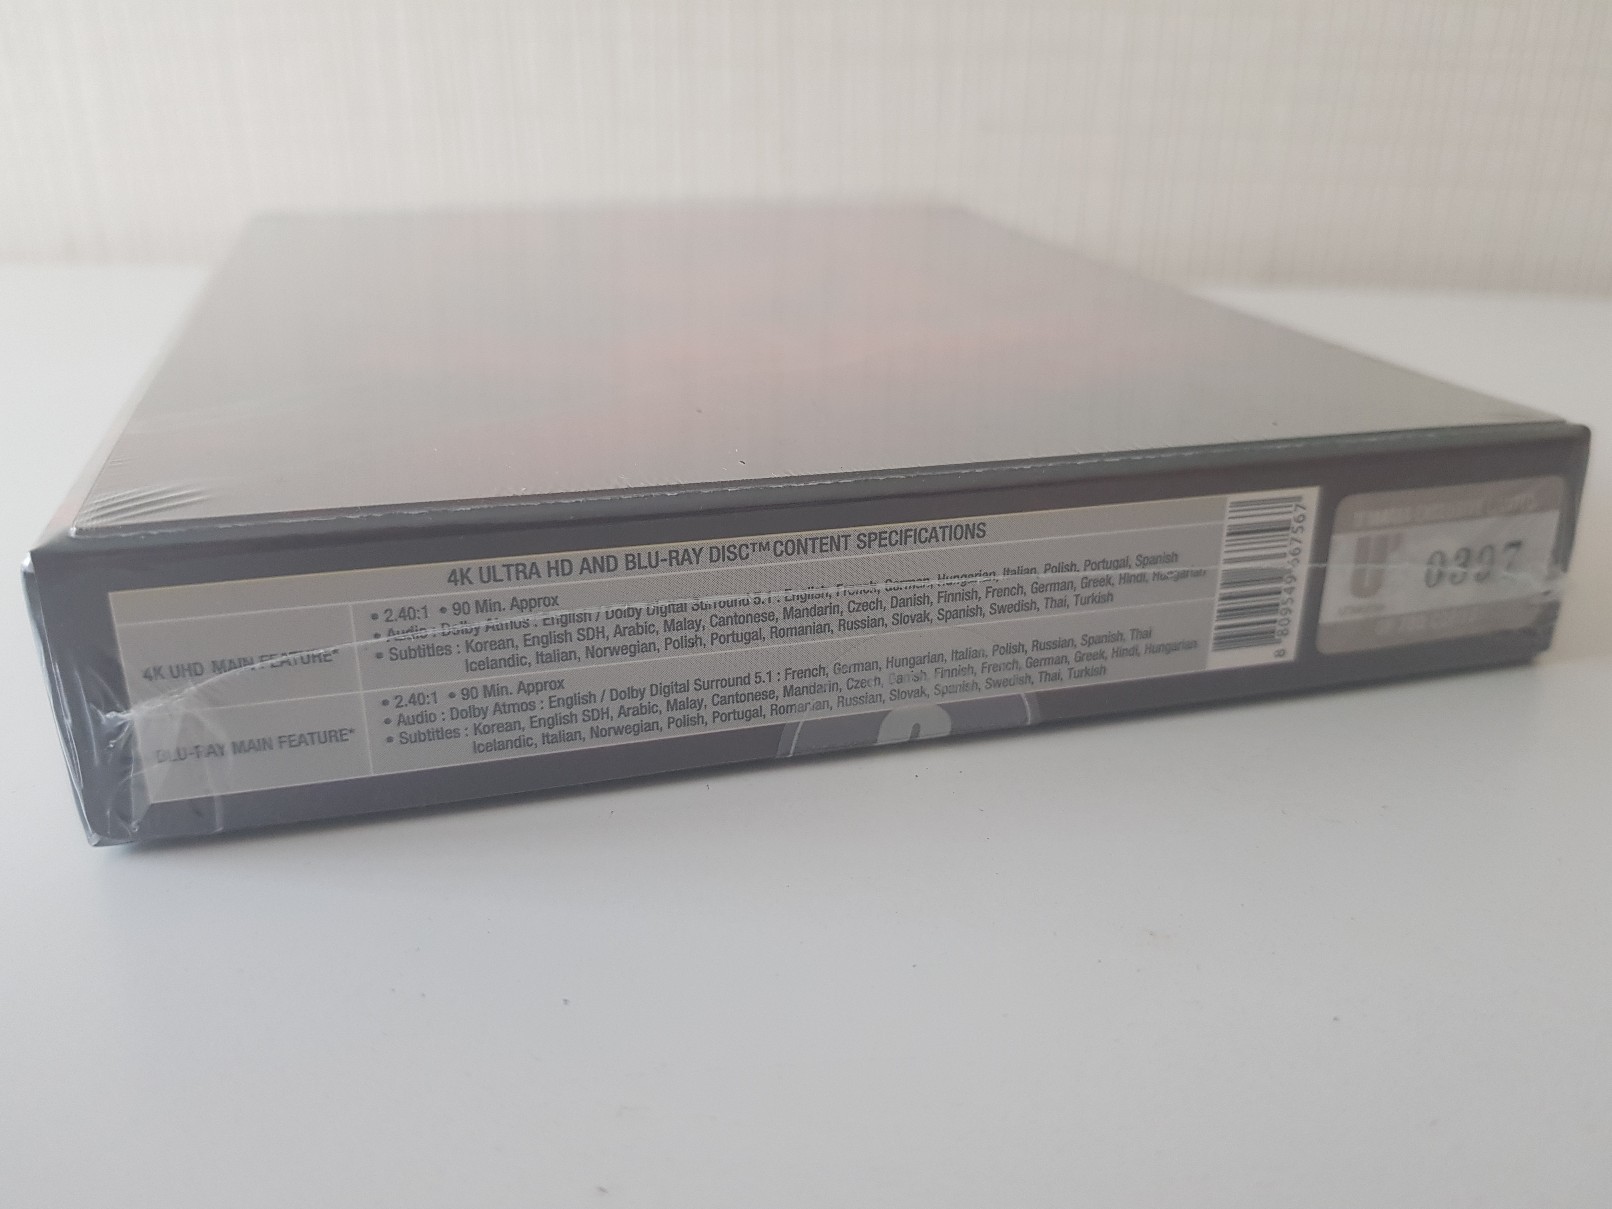 4K ULTRA HD AND BLU-RAY DISC™ CONTENT SPECIFICATIONS
4K UHD MAIN FEATURE*
• 2.40:1 • 90 Min. Approx
• Audio : Dolby Atmos : English / Dolby Digital Surround 5.1 : English, French, German, Hungarian, Italian, Polish, Portugal, Spanish
• Subtitles : Korean, English SDH, Arabic, Malay, Cantonese, Mandarin, Czech, Danish, Finnish, French, German, Greek, Hindi, Hungarian,
Icelandic, Italian, Norwegian, Polish, Portugal, Romanian, Russian, Slovak, Spanish, Swedish, Thai, Turkish
BLU-RAY MAIN FEATURE*
• 2.40:1 • 90 Min. Approx
• Audio : Dolby Atmos : English / Dolby Digital Surround 5.1 : French, German, Hungarian, Italian, Polish, Russian, Spanish, Thai
• Subtitles : Korean, English SDH, Arabic, Malay, Cantonese, Mandarin, Czech, Danish, Finnish, French, German, Greek, Hindi, Hungarian
Icelandic, Italian, Norwegian, Polish, Portugal, Romanian, Russian, Slovak, Spanish, Swedish, Thai, Turkish
8 809549 667567
0397